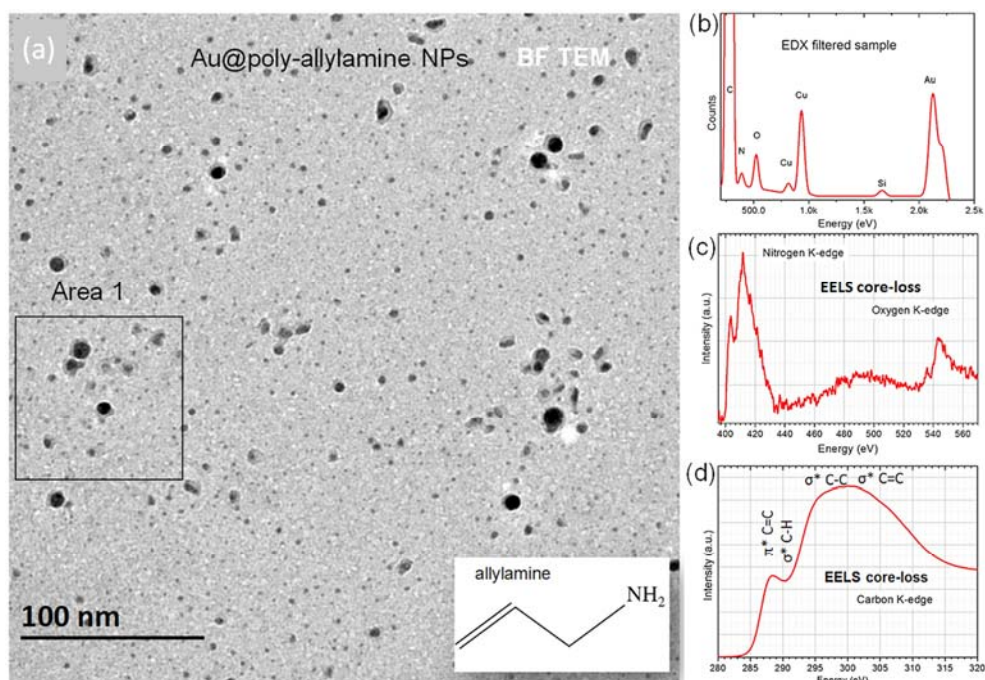 (a)
Au@poly-allylamine NPs
BF TEM
Area 1
100 nm
allylamine
NH2
(b)
EDX filtered sample
C
N
O
Cu
Cu
Si
Au
Counts
500.0
1.0k
1.5k
2.0k
2.5k
Energy (eV)
(c)
Nitrogen K-edge
EELS core-loss
Oxygen K-edge
Intensity (a.u.)
400
420
440
460
480
500
520
540
560
Energy (eV)
(d)
π* C=C
σ* C-H
σ* C-C
σ* C=C
EELS core-loss
Carbon K-edge
Intensity (a.u.)
280
285
290
295
300
305
310
315
320
Energy (eV)